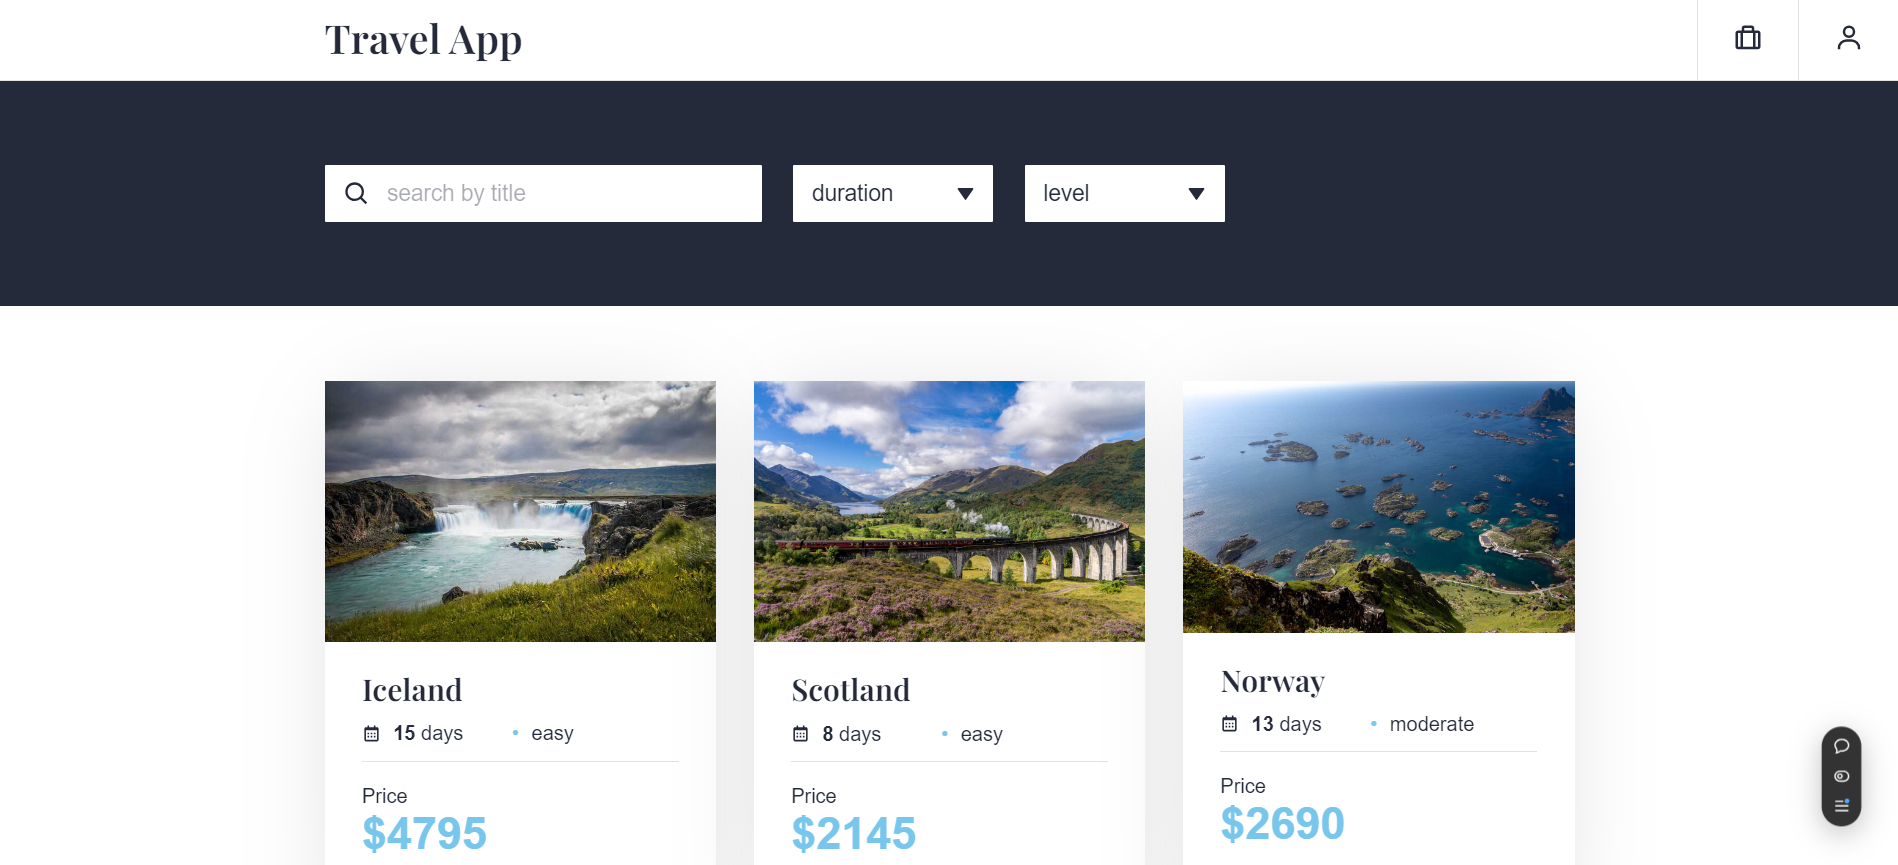 Travel App
search by title
duration
level
Iceland
15 days
easy
Price
$4795
Scotland
8 days
easy
Price
$2145
Norway
13 days
moderate
Price
$2690